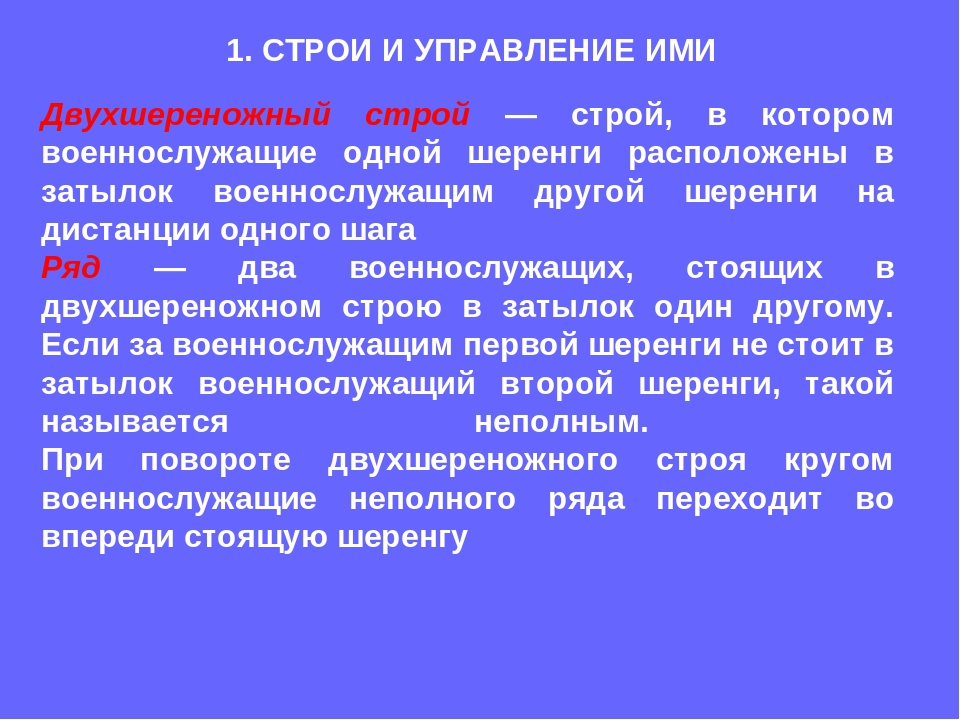 1. СТРОИ И УПРАВЛЕНИЕ ИМИ
Двухшереножный строй — строй, в котором
военнослужащие одной шеренги расположены в
затылок военнослужащим другой шеренги на
дистанции одного шага
Ряд — два военнослужащих, стоящих в
двухшереножном строю в затылок один другому.
Если за военнослужащим первой шеренги не стоит в
затылок военнослужащий второй шеренги, такой
называется неполным.
При повороте двухшереножного строя кругом
военнослужащие неполного ряда переходит во
впереди стоящую шеренгу